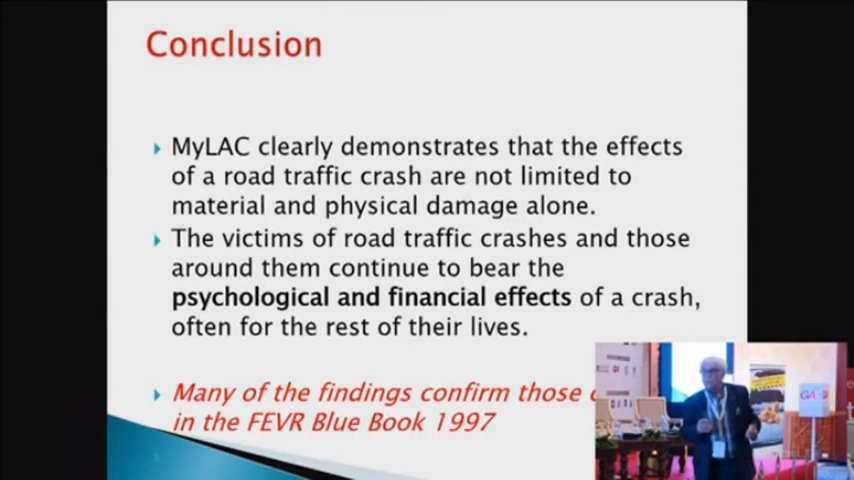 Conclusion
MyLAC clearly demonstrates that the effects
of a road traffic crash are not limited to
material and physical damage alone.
The victims of road traffic crashes and those
around them continue to bear the
psychological and financial effects of a crash,
often for the rest of their lives.
Many of the findings confirm those
in the FEVR Blue Book 1997